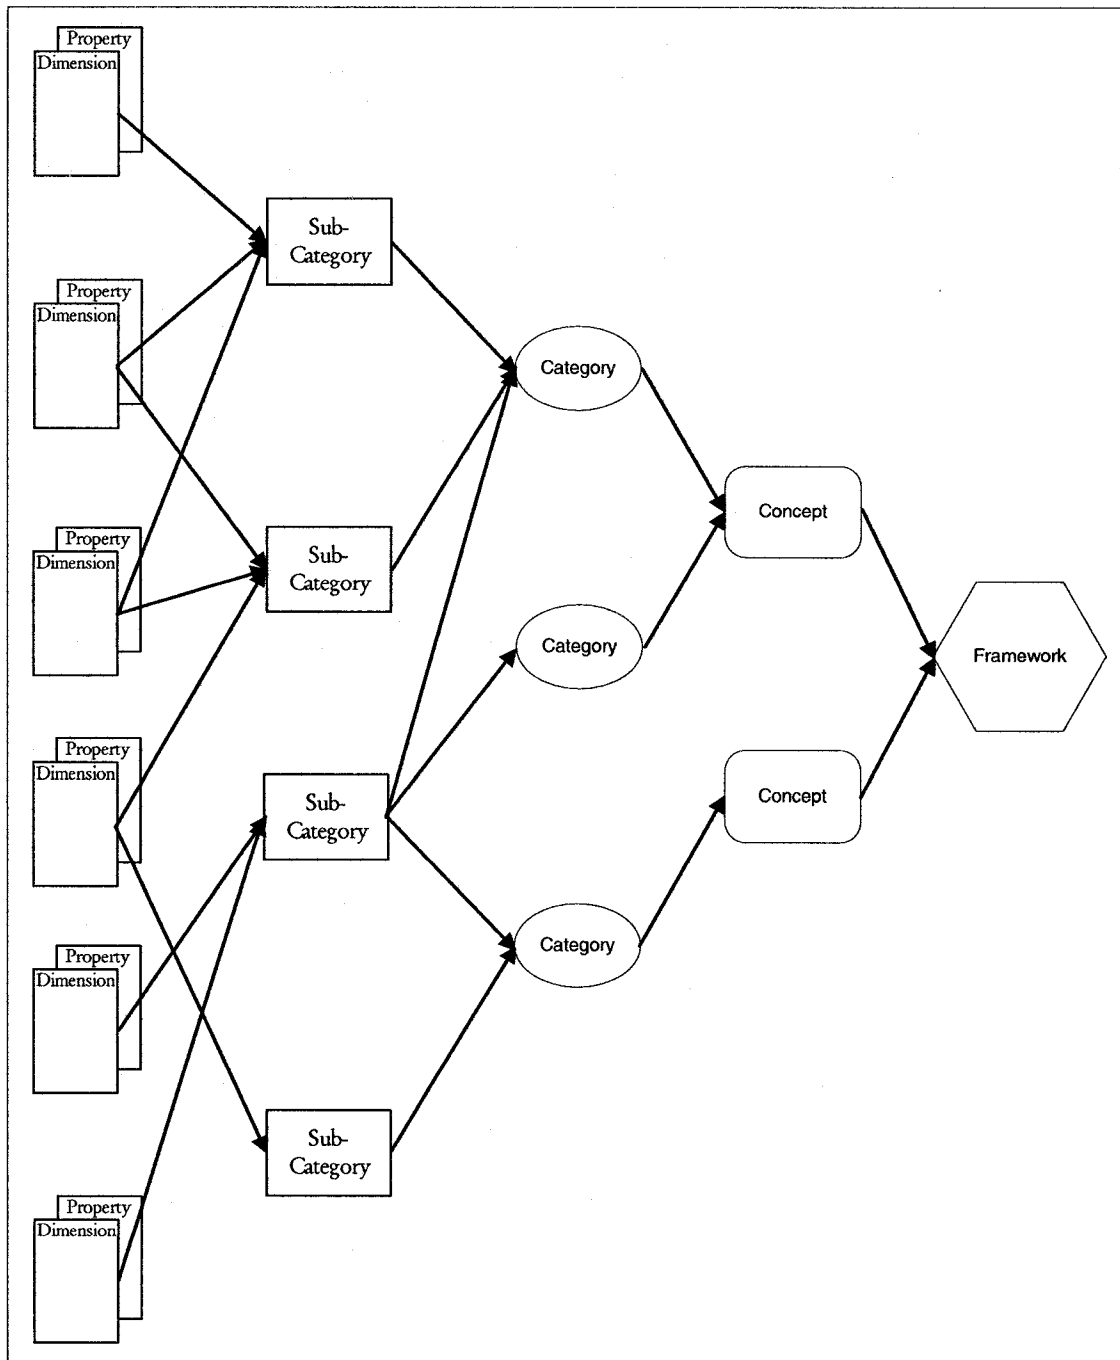 Property
Dimension
Property
Dimension
Property
Dimension
Property
Dimension
Property
Dimension
Property
Dimension
Sub-
Category
Sub-
Category
Sub-
Category
Sub-
Category
Category
Category
Category
Concept
Concept
Framework